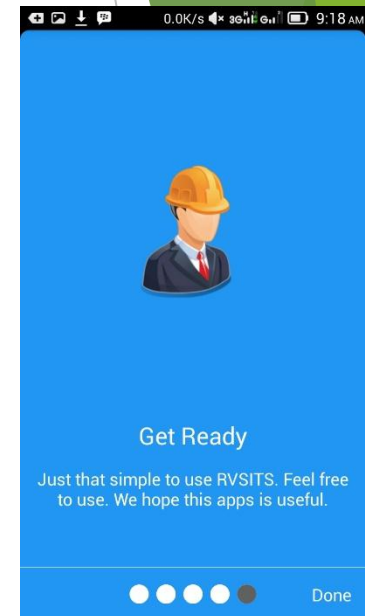 0.0K/s 3G H G 9:18 AM
Get Ready
Just that simple to use RVSITS. Feel free
to use. We hope this apps is useful.
Done